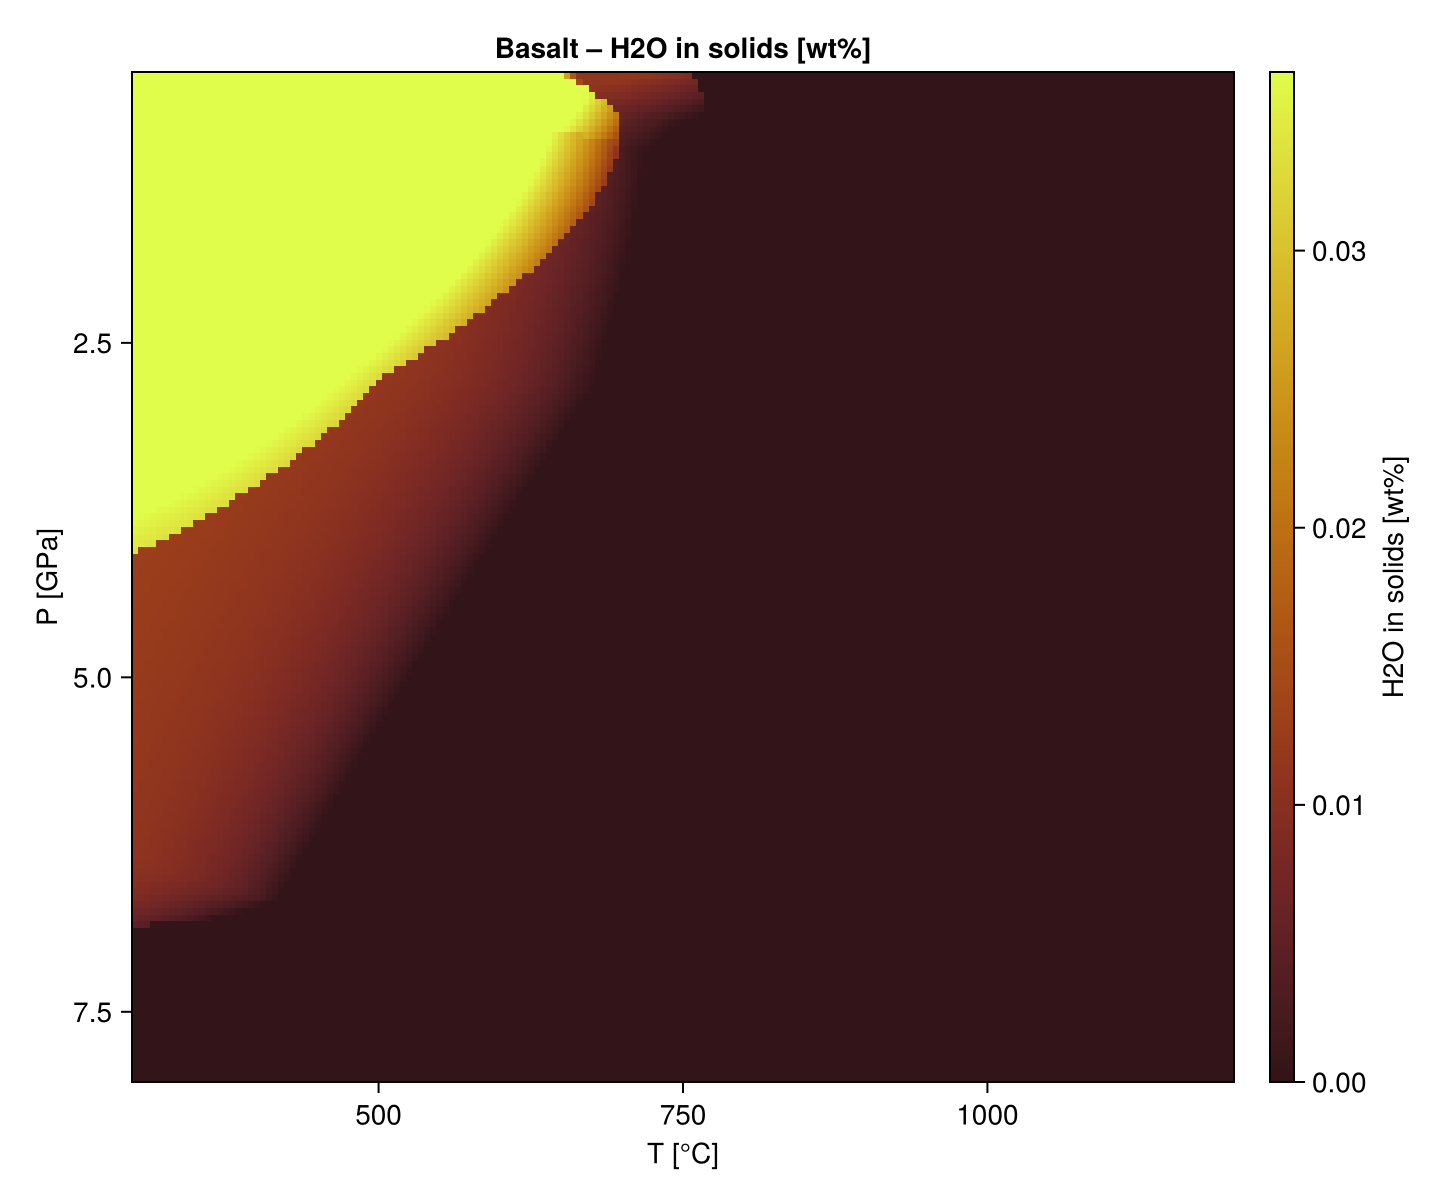 Basalt – H2O in solids [wt%]
P [GPa]
2.5
5.0
7.5
500
750
1000
T [°C]
0.03
0.02
0.01
0.00
H2O in solids [wt%]